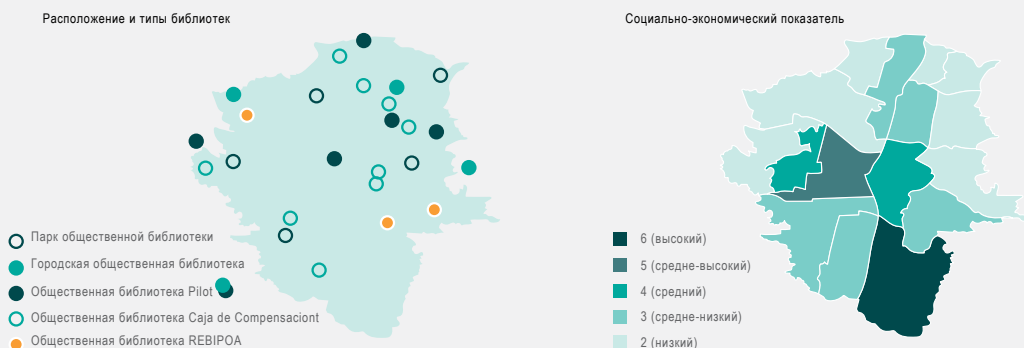 Расположение и типы библиотек
Парк общественной библиотеки
Городская общественная библиотека
Общественная библиотека Pilot
Общественная библиотека Caja de Compensaciont
Общественная библиотека REBIPOA
Социально-экономический показатель
6 (высокий)
5 (средне-высокий)
4 (средний)
3 (средне-низкий)
2 (низкий)